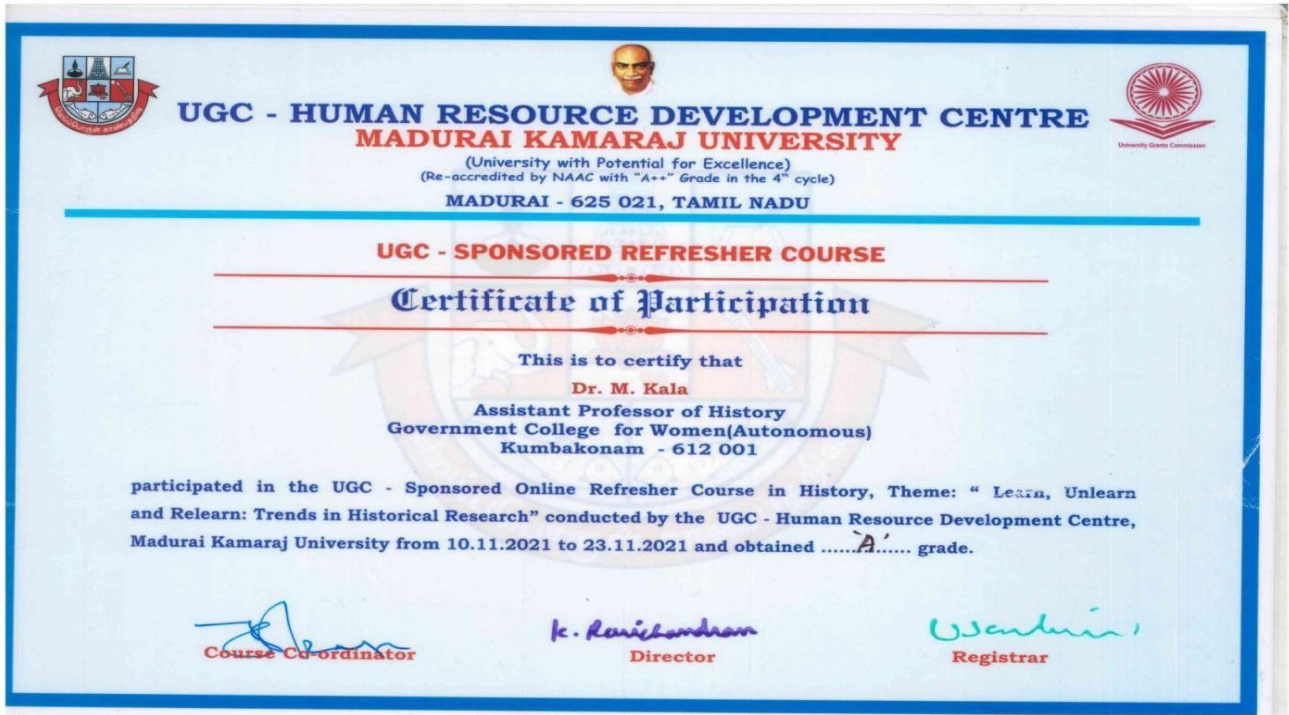 UGC - HUMAN RESOURCE DEVELOPMENT CENTRE
MADURAI KAMARAJ UNIVERSITY
(University with Potential for Excellence)
(Re-accredited by NAAC with "A++" Grade in the 4th cycle)
MADURAI - 625 021, TAMIL NADU
University Grants Commission
UGC - SPONSORED REFRESHER COURSE
Certificate of Participation
This is to certify that
Dr. M. Kala
Assistant Professor of History
Government College for Women(Autonomous)
Kumbakonam - 612 001
participated in the UGC - Sponsored Online Refresher Course in History, Theme: " Learn, Unlearn
and Relearn: Trends in Historical Research" conducted by the UGC - Human Resource Development Centre,
Madurai Kamaraj University from 10.11.2021 to 23.11.2021 and obtained ......'A'...... grade.
K. Ravichandran
Course Co-ordinator
Director
Registrar